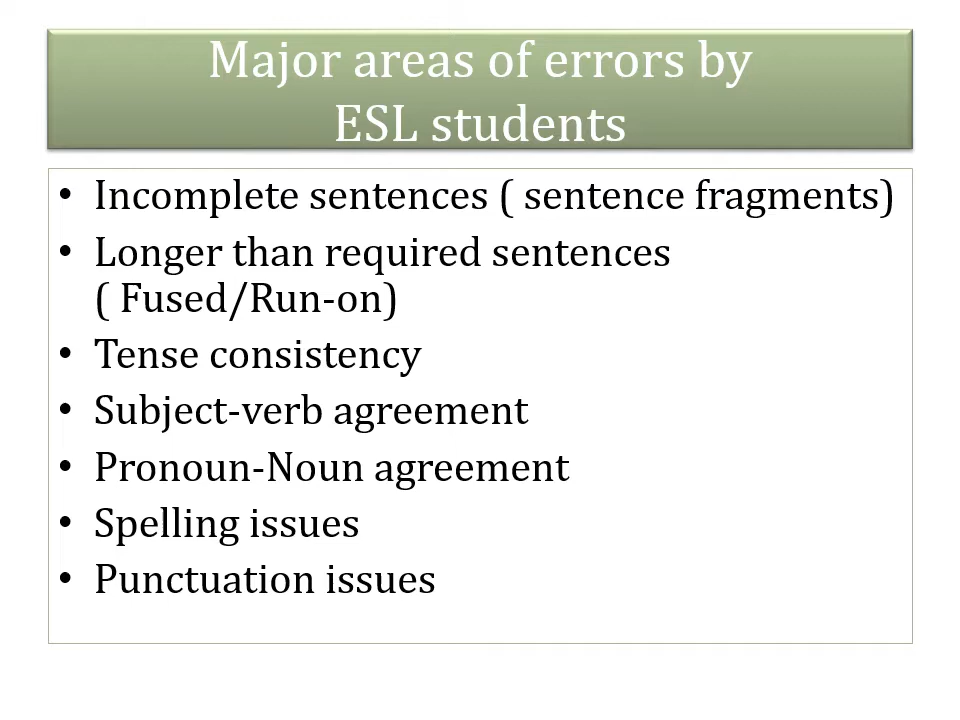 Major areas of errors by
ESL students
• Incomplete sentences ( sentence fragments)
• Longer than required sentences
( Fused/Run-on)
• Tense consistency
• Subject-verb agreement
• Pronoun-Noun agreement
• Spelling issues
• Punctuation issues